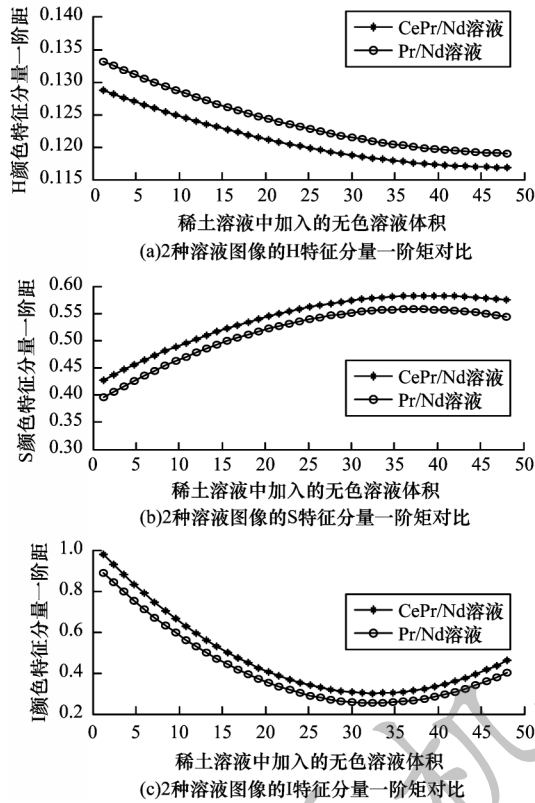 H颜色特征分量一阶距
0.140
0.135
0.130
0.125
0.120
0.115
CePr/Nd溶液
Pr/Nd溶液
0 5 10 15 20 25 30 35 40 45 50
稀土溶液中加入的无色溶液体积
(a)2种溶液图像的H特征分量一阶矩对比
S颜色特征分量一阶距
0.60
0.55
0.50
0.45
0.40
0.35
0.30
CePr/Nd溶液
Pr/Nd溶液
0 5 10 15 20 25 30 35 40 45 50
稀土溶液中加入的无色溶液体积
(b)2种溶液图像的S特征分量一阶矩对比
I颜色特征分量一阶距
1.0
0.8
0.6
0.4
0.2
CePr/Nd溶液
Pr/Nd溶液
0 5 10 15 20 25 30 35 40 45 50
稀土溶液中加入的无色溶液体积
(c)2种溶液图像的I特征分量一阶矩对比
机